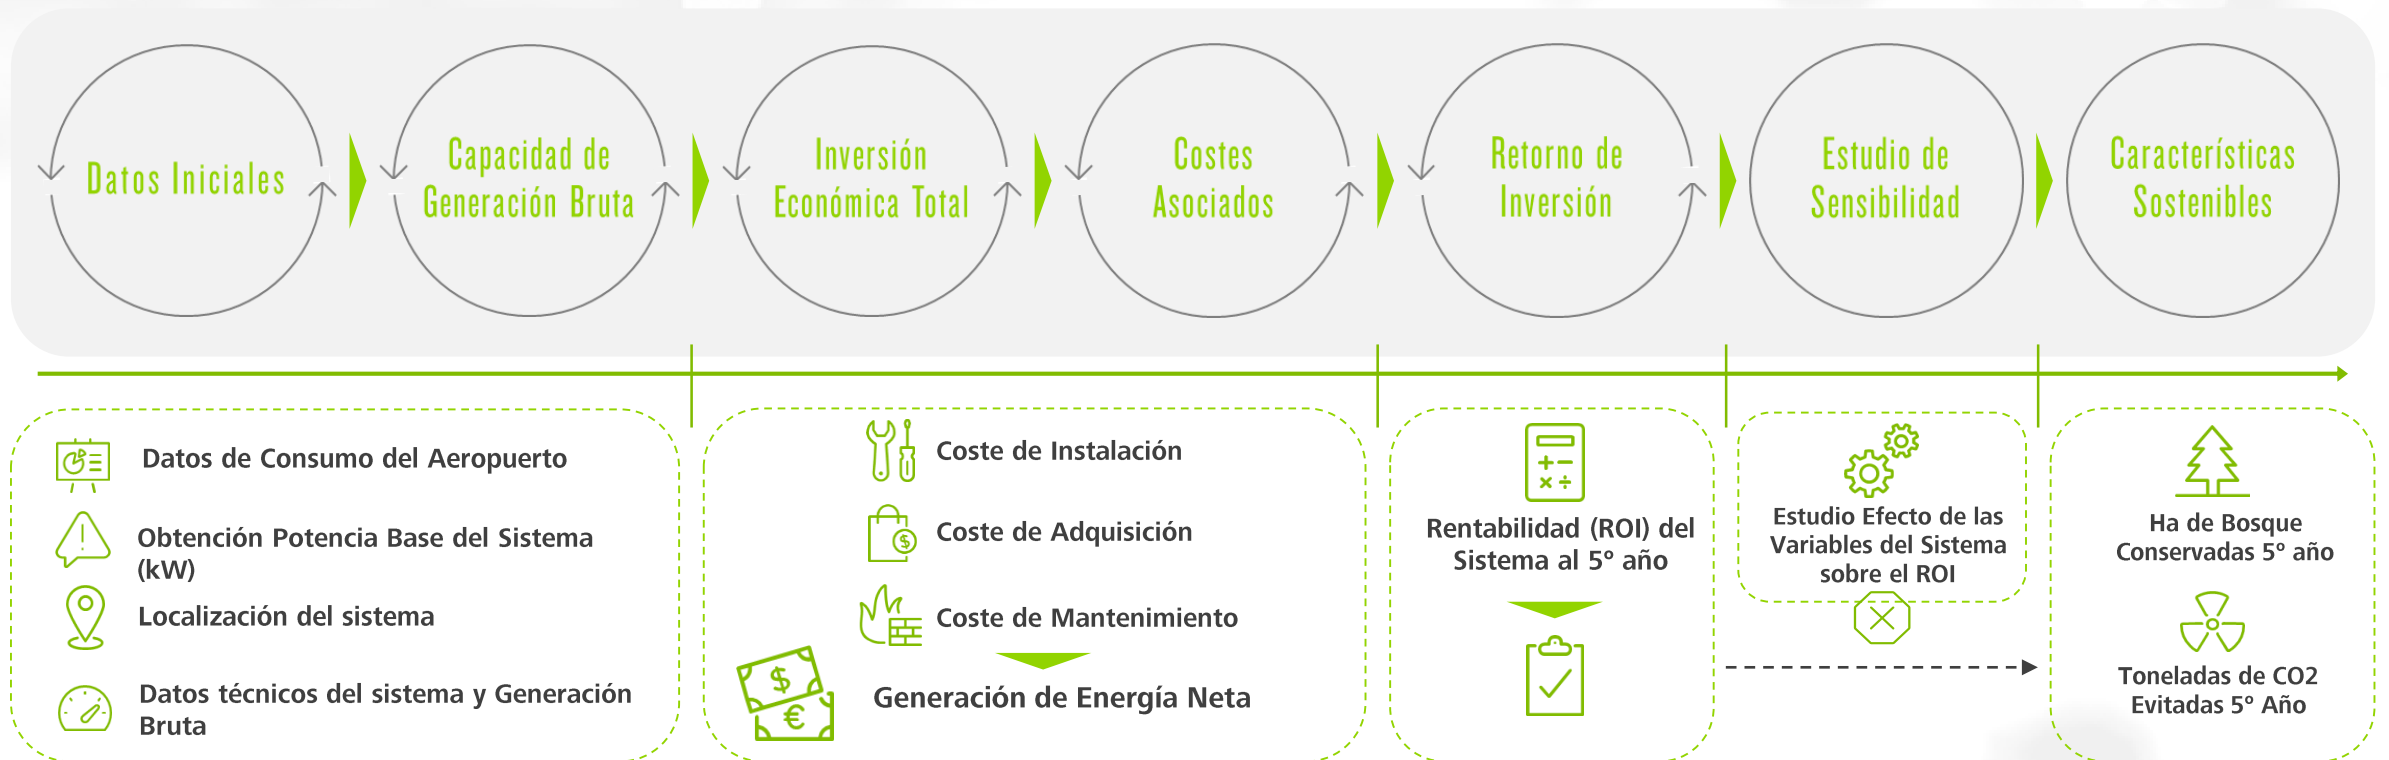 Datos Iniciales
Capacidad de
Generación Bruta
Inversión
Económica Total
Costes
Asociados
Retorno de
Inversión
Estudio de
Sensibilidad
Características
Sostenibles
Datos de Consumo del Aeropuerto
Obtención Potencia Base del Sistema
(kW)
Localización del sistema
Datos técnicos del sistema y Generación
Bruta
Coste de Instalación
Coste de Adquisición
Coste de Mantenimiento
Generación de Energía Neta
Rentabilidad (ROI) del
Sistema al 5º año
Estudio Efecto de las
Variables del Sistema
sobre el ROI
Ha de Bosque
Conservadas 5º año
Toneladas de CO2
Evitadas 5º Año